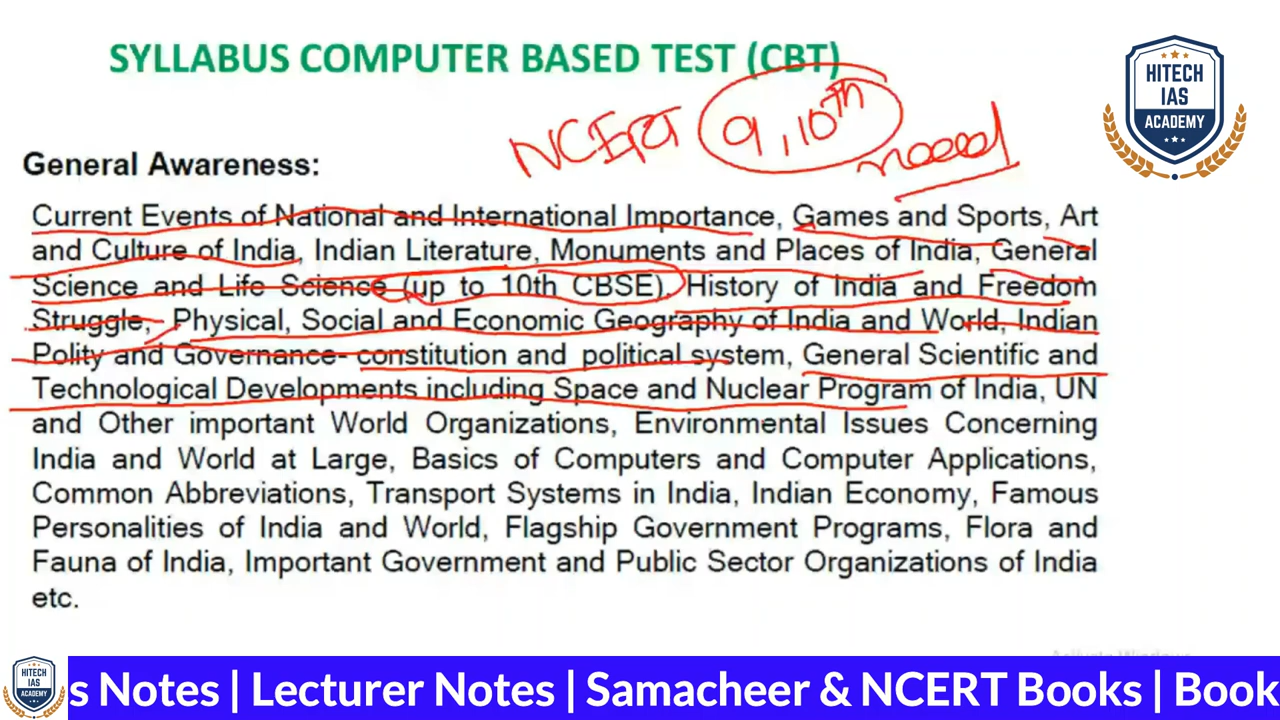 SYLLABUS COMPUTER BASED TEST (CBT)
HITECH
IAS
ACADEMY
NCERT 9, 10th
need
General Awareness:
Current Events of National and International Importance, Games and Sports, Art
and Culture of India, Indian Literature, Monuments and Places of India, General
Science and Life Science (up to 10th CBSE), History of India and Freedom
Struggle, Physical, Social and Economic Geography of India and World, Indian
Polity and Governance- constitution and political system, General Scientific and
Technological Developments including Space and Nuclear Program of India, UN
and Other important World Organizations, Environmental Issues Concerning
India and World at Large, Basics of Computers and Computer Applications,
Common Abbreviations, Transport Systems in India, Indian Economy, Famous
Personalities of India and World, Flagship Government Programs, Flora and
Fauna of India, Important Government and Public Sector Organizations of India
etc.
HITECH
IAS
ACADEMY
s Notes | Lecturer Notes | Samacheer & NCERT Books | Book